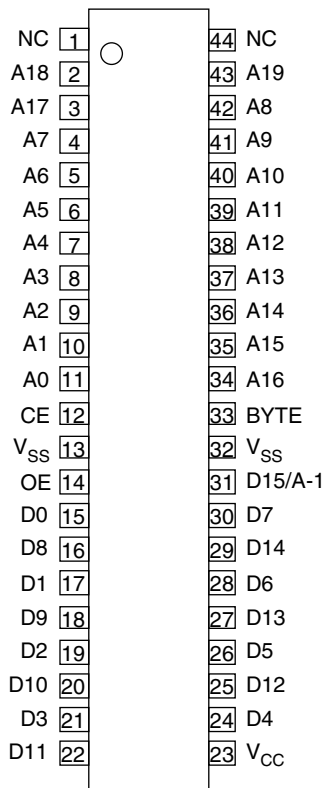 NC 1 44 NC
A18 2 43 A19
A17 3 42 A8
A7 4 41 A9
A6 5 40 A10
A5 6 39 A11
A4 7 38 A12
A3 8 37 A13
A2 9 36 A14
A1 10 35 A15
A0 11 34 A16
CE 12 33 BYTE
VSS 13 32 VSS
OE 14 31 D15/A-1
D0 15 30 D7
D8 16 29 D14
D1 17 28 D6
D9 18 27 D13
D2 19 26 D5
D10 20 25 D12
D3 21 24 D4
D11 22 23 VCC